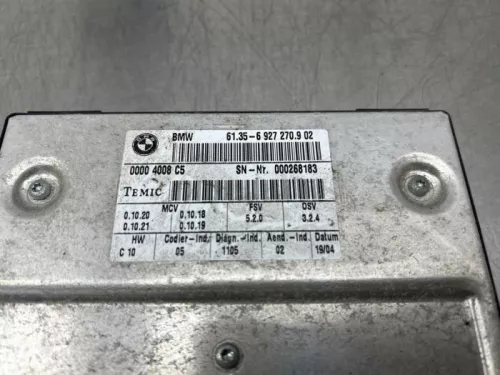 BMW 61.35-6 927 270.9 02
0000 4008 C5 SN-Nr. 000268183
TEMIC
MCV FSV OSV
0.10.20 0.10.18 5.2.0 3.2.4
0.10.21 0.10.19
HW Codier-Ind. Diagn.-Ind. Aend.-Ind. Datum
C 10 05 1105 02 19/04